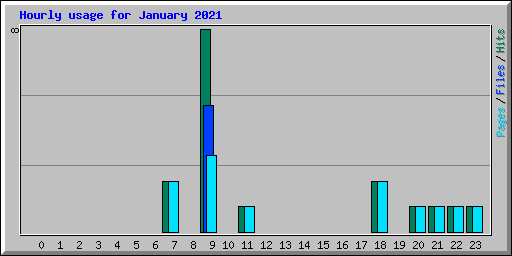 Hourly usage for January 2021
8
Pages/Files/Hits
0 1 2 3 4 5 6 7 8 9 10 11 12 13 14 15 16 17 18 19 20 21 22 23